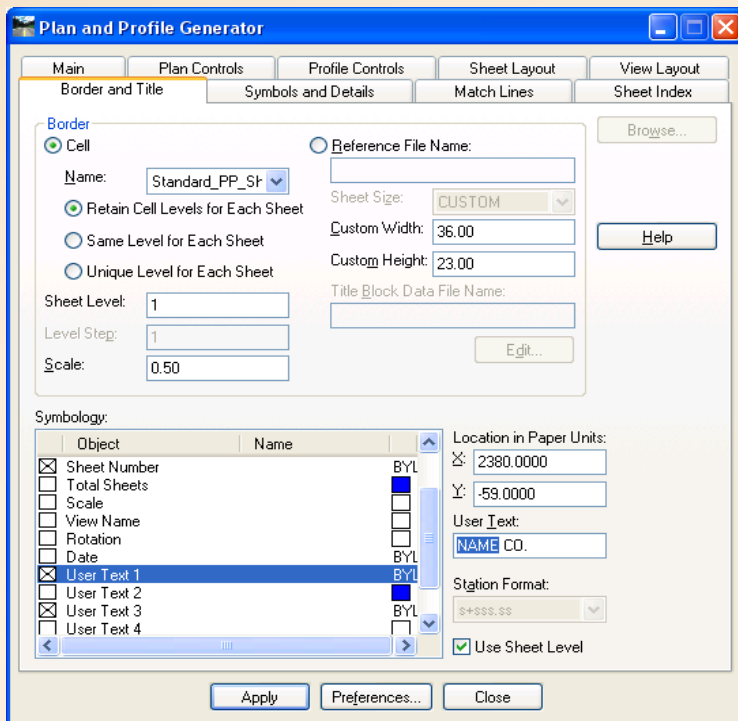 Plan and Profile Generator
Main Plan Controls Profile Controls Sheet Layout View Layout
Border and Title Symbols and Details Match Lines Sheet Index
Border
Cell
Name: Standard_PP_Sh
Retain Cell Levels for Each Sheet
Same Level for Each Sheet
Unique Level for Each Sheet
Sheet Level: 1
Level Step: 1
Scale: 0.50
Reference File Name:
Sheet Size: CUSTOM
Custom Width: 36.00
Custom Height: 23.00
Title Block Data File Name:
Edit...
Browse...
Help
Symbology:
Object Name
Sheet Number BYL
Total Sheets
Scale
View Name
Rotation
Date BYL
User Text 1 BYL
User Text 2
User Text 3 BYL
User Text 4
Location in Paper Units:
X: 2380.0000
Y: -59.0000
User Text:
NAME CO.
Station Format:
s+sss.ss
Use Sheet Level
Apply Preferences... Close